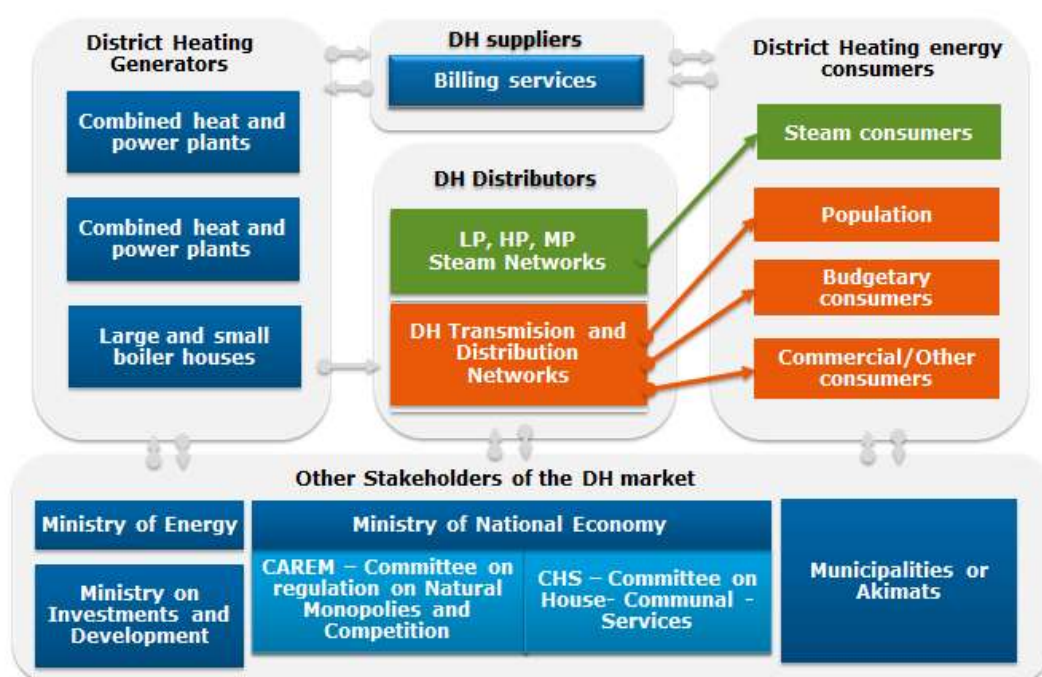 District Heating
Generators
Combined heat and
power plants
Combined heat and
power plants
Large and small
boiler houses
DH suppliers
Billing services
DH Distributors
LP, HP, MP
Steam Networks
DH Transmision and
Distribution
Networks
District Heating energy
consumers
Steam consumers
Population
Budgetary
consumers
Commercial/Other
consumers
Other Stakeholders of the DH market
Ministry of Energy
Ministry on
Investments and
Development
Ministry of National Economy
CAREM – Committee on
regulation on Natural
Monopolies and
Competition
CHS – Committee on
House- Communal -
Services
Municipalities or
Akimats